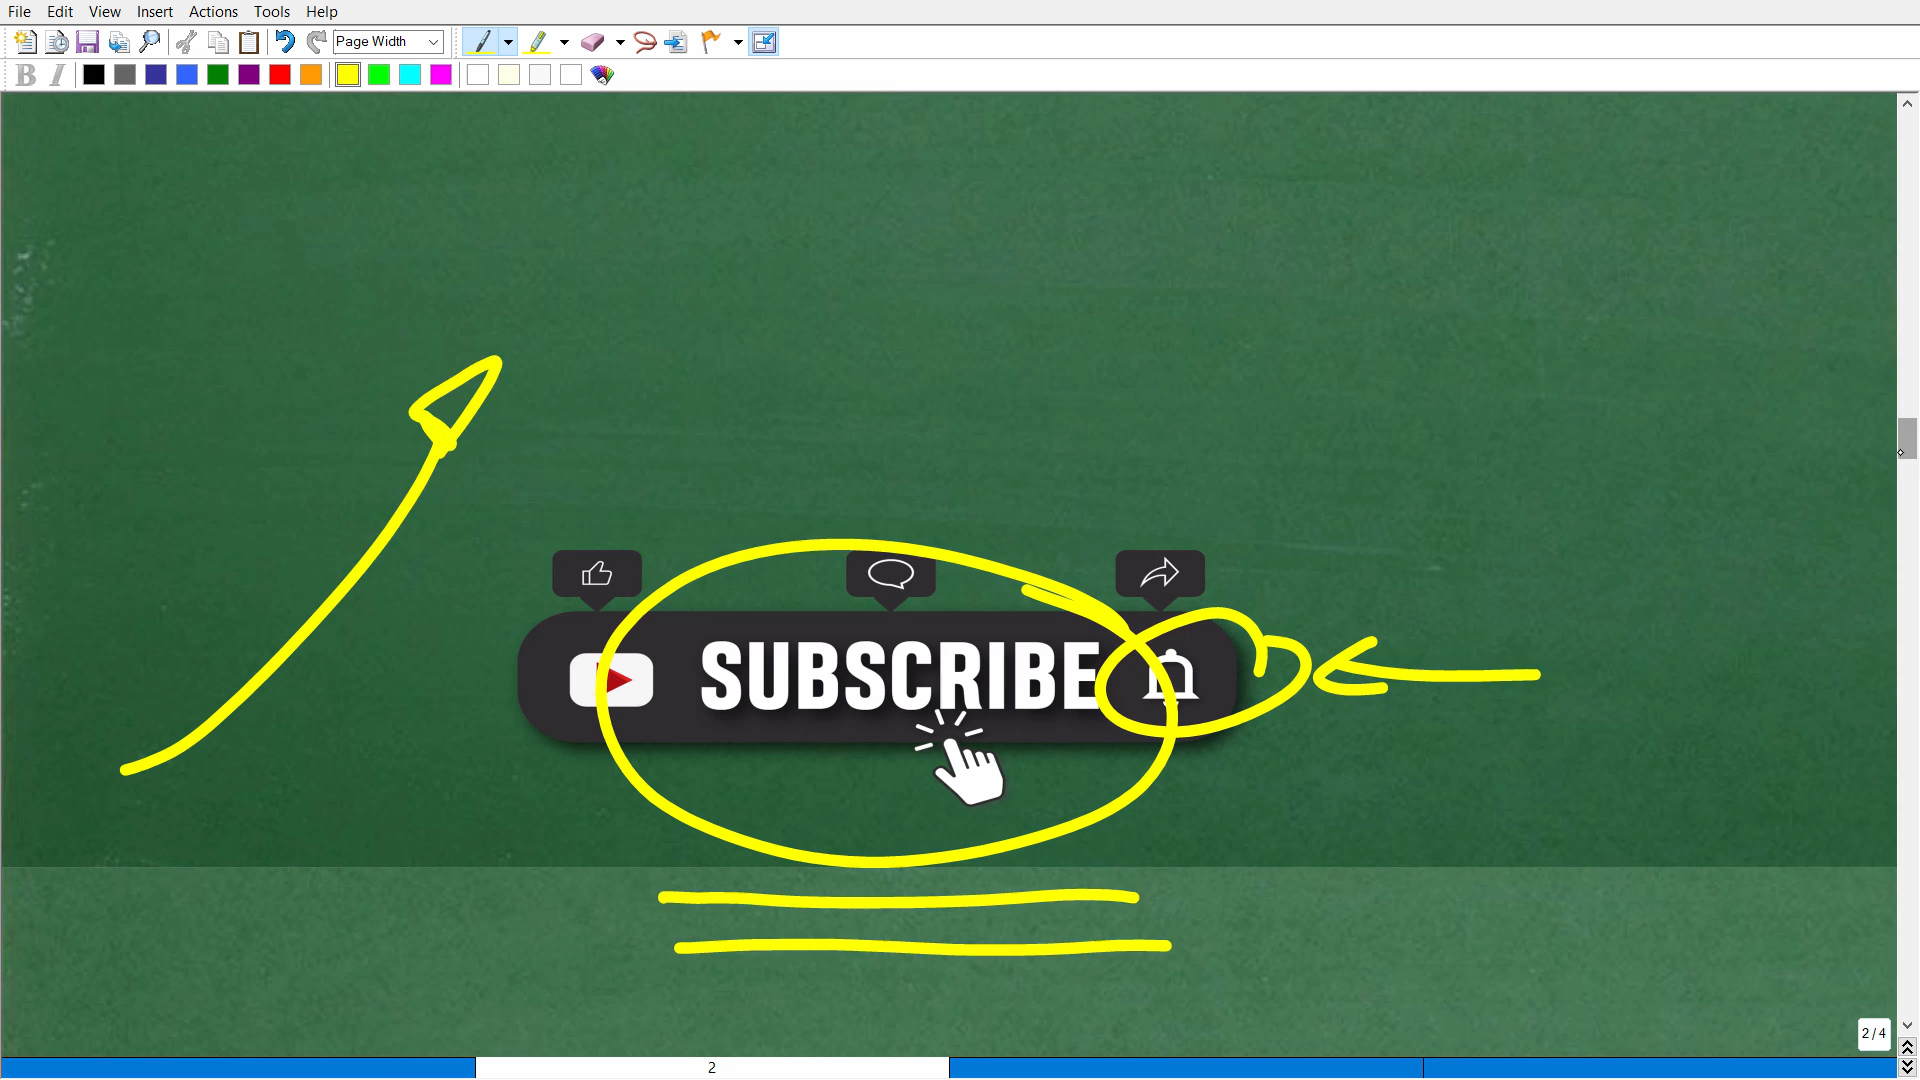 File Edit View Insert Actions Tools Help
Page Width
B I
SUBSCRIBE
2 / 4
2